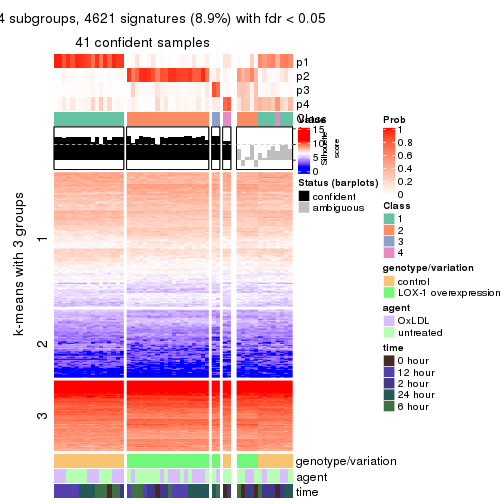 4 subgroups, 4621 signatures (8.9%) with fdr < 0.05
41 confident samples
p1
p2
p3
p4
Class
Value
15
10
5
0
Silhouette
score
Status (barplots)
confident
ambiguous
Prob
1
0.8
0.6
0.4
0.2
0
Class
1
2
3
4
genotype/variation
control
LOX-1 overexpression
agent
OxLDL
untreated
time
0 hour
12 hour
2 hour
24 hour
6 hour
k-means with 3 groups
1
2
3
genotype/variation
agent
time